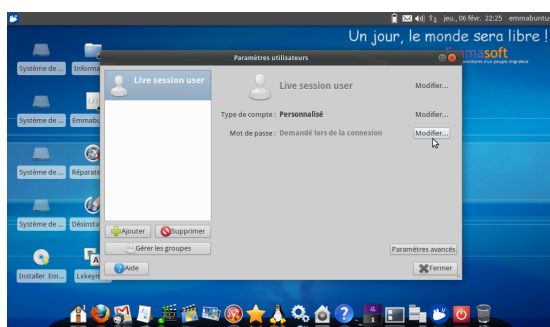 jeu., 06 févr. 22:25 emmabuntu
Un jour, le monde sera libre !
Emmasoft
Paramètres utilisateurs
Système de ...
Informa
Live session user
Live session user
Modifier...
Type de compte : Personnalisé
Modifier...
Mot de passe : Demandé lors de la connexion
Modifier...
Système de ...
Emmabu
Système de ...
Réparate
Système de ...
Désinsta
Ajouter
Supprimer
Gérer les groupes
Paramètres avancés
Installer Em...
Lxkeym
Aide
Fermer